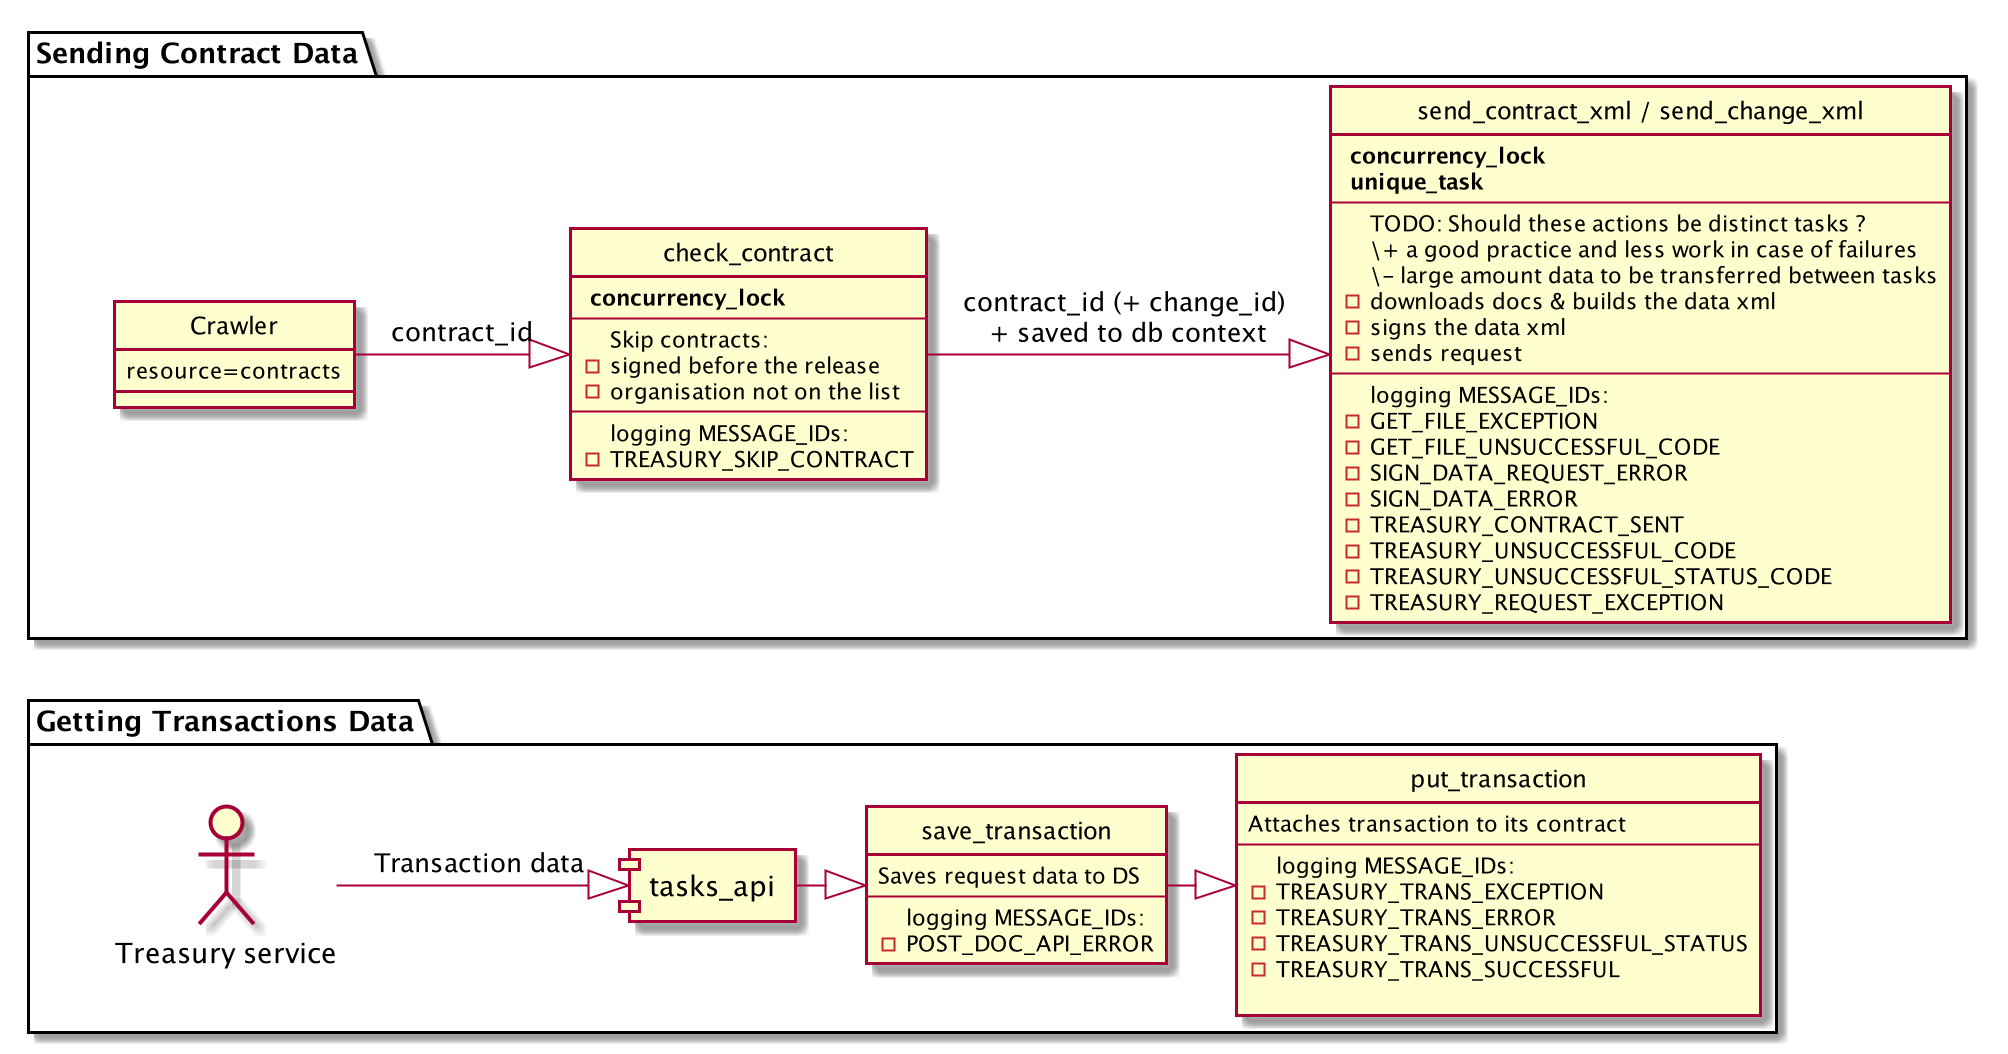 Sending Contract Data
Crawler
resource=contracts
contract_id
check_contract
concurrency_lock
Skip contracts:
signed before the release
organisation not on the list
logging MESSAGE_IDs:
TREASURY_SKIP_CONTRACT
contract_id (+ change_id)
+ saved to db context
send_contract_xml / send_change_xml
concurrency_lock
unique_task
TODO: Should these actions be distinct tasks ?
\+ a good practice and less work in case of failures
\- large amount data to be transferred between tasks
downloads docs & builds the data xml
signs the data xml
sends request
logging MESSAGE_IDs:
GET_FILE_EXCEPTION
GET_FILE_UNSUCCESSFUL_CODE
SIGN_DATA_REQUEST_ERROR
SIGN_DATA_ERROR
TREASURY_CONTRACT_SENT
TREASURY_UNSUCCESSFUL_CODE
TREASURY_UNSUCCESSFUL_STATUS_CODE
TREASURY_REQUEST_EXCEPTION
Getting Transactions Data
Treasury service
Transaction data
tasks_api
save_transaction
Saves request data to DS
logging MESSAGE_IDs:
POST_DOC_API_ERROR
put_transaction
Attaches transaction to its contract
logging MESSAGE_IDs:
TREASURY_TRANS_EXCEPTION
TREASURY_TRANS_ERROR
TREASURY_TRANS_UNSUCCESSFUL_STATUS
TREASURY_TRANS_SUCCESSFUL